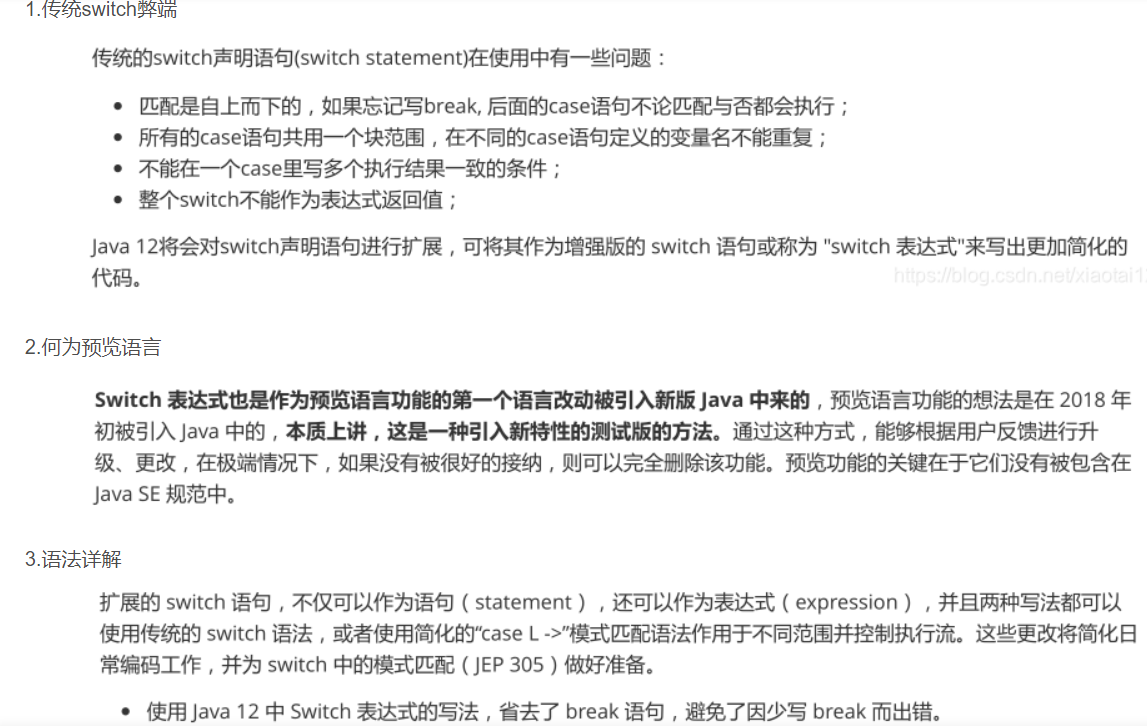 1.传统switch弊端
传统的switch声明语句(switch statement)在使用中有一些问题：
• 匹配是自上而下的，如果忘记写break, 后面的case语句不论匹配与否都会执行；
• 所有的case语句共用一个块范围，在不同的case语句定义的变量名不能重复；
• 不能在一个case里写多个执行结果一致的条件；
• 整个switch不能作为表达式返回值；
Java 12将会对switch声明语句进行扩展，可将其作为增强版的 switch 语句或称为 "switch 表达式"来写出更加简化的
代码。
https://blog.csdn.net/xiaotai1
2.何为预览语言
Switch 表达式也是作为预览语言功能的第一个语言改动被引入新版 Java 中来的，预览语言功能的想法是在 2018 年
初被引入 Java 中的，本质上讲，这是一种引入新特性的测试版的方法。通过这种方式，能够根据用户反馈进行升
级、更改，在极端情况下，如果没有被很好的接纳，则可以完全删除该功能。预览功能的关键在于它们没有被包含在
Java SE 规范中。
3.语法详解
扩展的 switch 语句，不仅可以作为语句（statement），还可以作为表达式（expression），并且两种写法都可以
使用传统的 switch 语法，或者使用简化的“case L ->”模式匹配语法作用于不同范围并控制执行流。这些更改将简化日
常编码工作，并为 switch 中的模式匹配（JEP 305）做好准备。
• 使用 Java 12 中 Switch 表达式的写法，省去了 break 语句，避免了因少写 break 而出错。